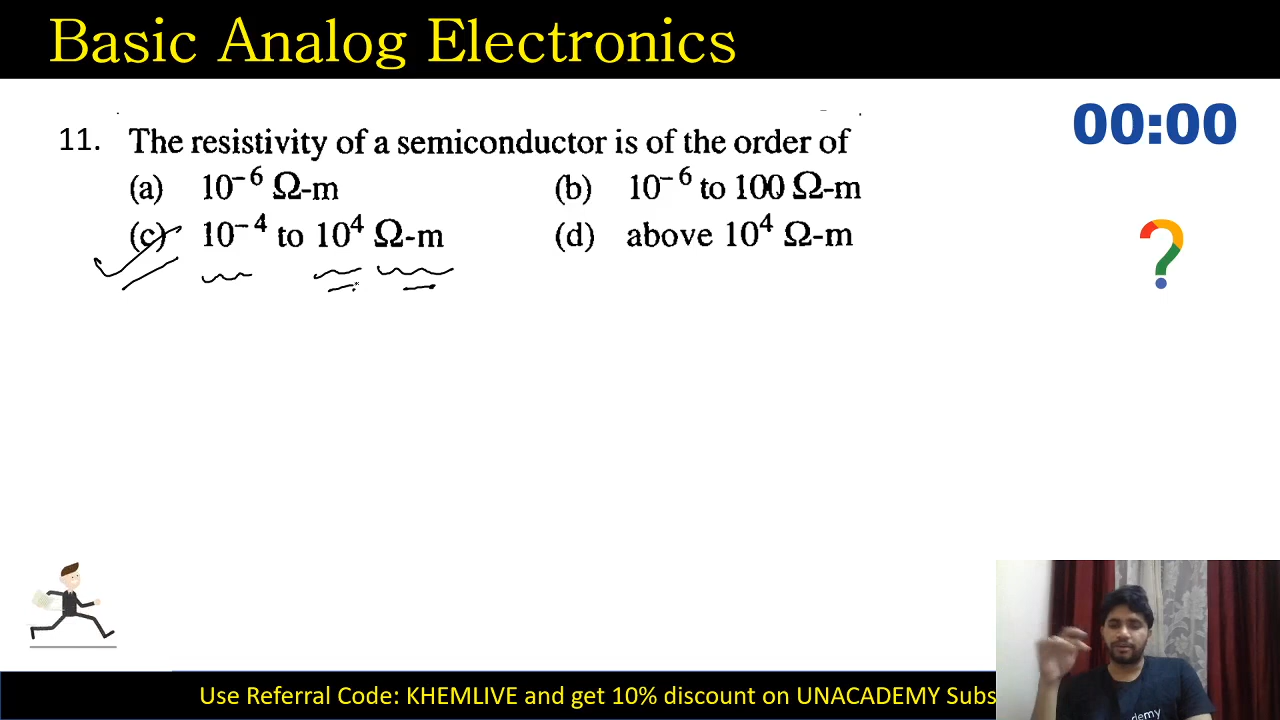 Basic Analog Electronics
00:00
11. The resistivity of a semiconductor is of the order of
(a) 10⁻⁶ Ω-m (b) 10⁻⁶ to 100 Ω-m
(c) 10⁻⁴ to 10⁴ Ω-m (d) above 10⁴ Ω-m
?
Use Referral Code: KHEMLIVE and get 10% discount on UNACADEMY Subs
demy